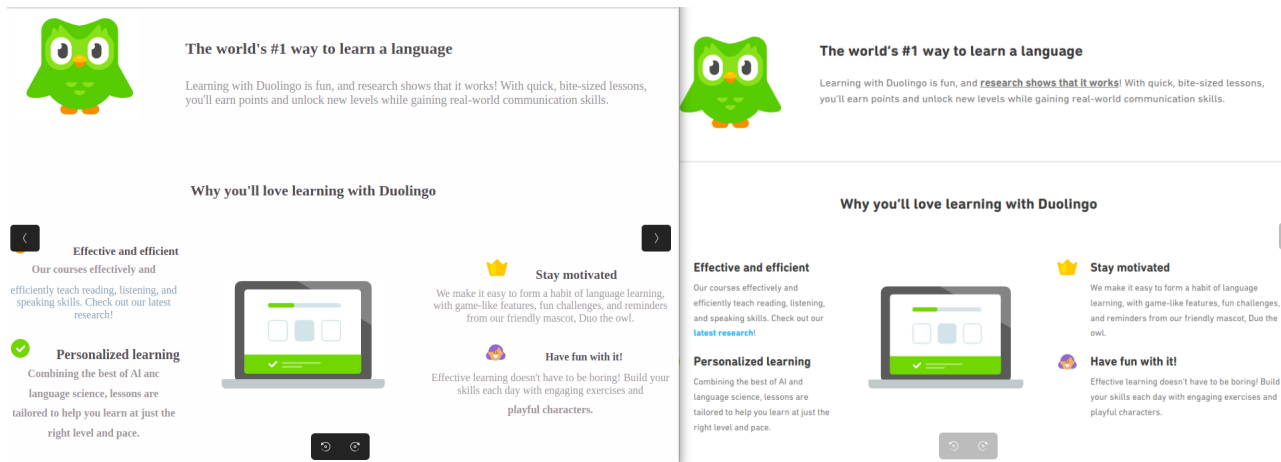 The world's #1 way to learn a language
Learning with Duolingo is fun, and research shows that it works! With quick, bite-sized lessons,
you'll earn points and unlock new levels while gaining real-world communication skills.
Why you'll love learning with Duolingo
Effective and efficient
Our courses effectively and
efficiently teach reading, listening, and
speaking skills. Check out our latest
research!
Personalized learning
Combining the best of AI anc
language science, lessons are
tailored to help you learn at just the
right level and pace.
Stay motivated
We make it easy to form a habit of language learning,
with game-like features, fun challenges, and reminders
from our friendly mascot, Duo the owl.
Have fun with it!
Effective learning doesn't have to be boring! Build your
skills each day with engaging exercises and
playful characters.
The world's #1 way to learn a language
Learning with Duolingo is fun, and research shows that it works! With quick, bite-sized lessons,
you'll earn points and unlock new levels while gaining real-world communication skills.
Why you'll love learning with Duolingo
Effective and efficient
Our courses effectively and
efficiently teach reading, listening,
and speaking skills. Check out our
latest research!
Personalized learning
Combining the best of AI and
language science, lessons are
tailored to help you learn at just the
right level and pace.
Stay motivated
We make it easy to form a habit of language
learning, with game-like features, fun challenges,
and reminders from our friendly mascot, Duo the
owl.
Have fun with it!
Effective learning doesn't have to be boring! Build
your skills each day with engaging exercises and
playful characters.